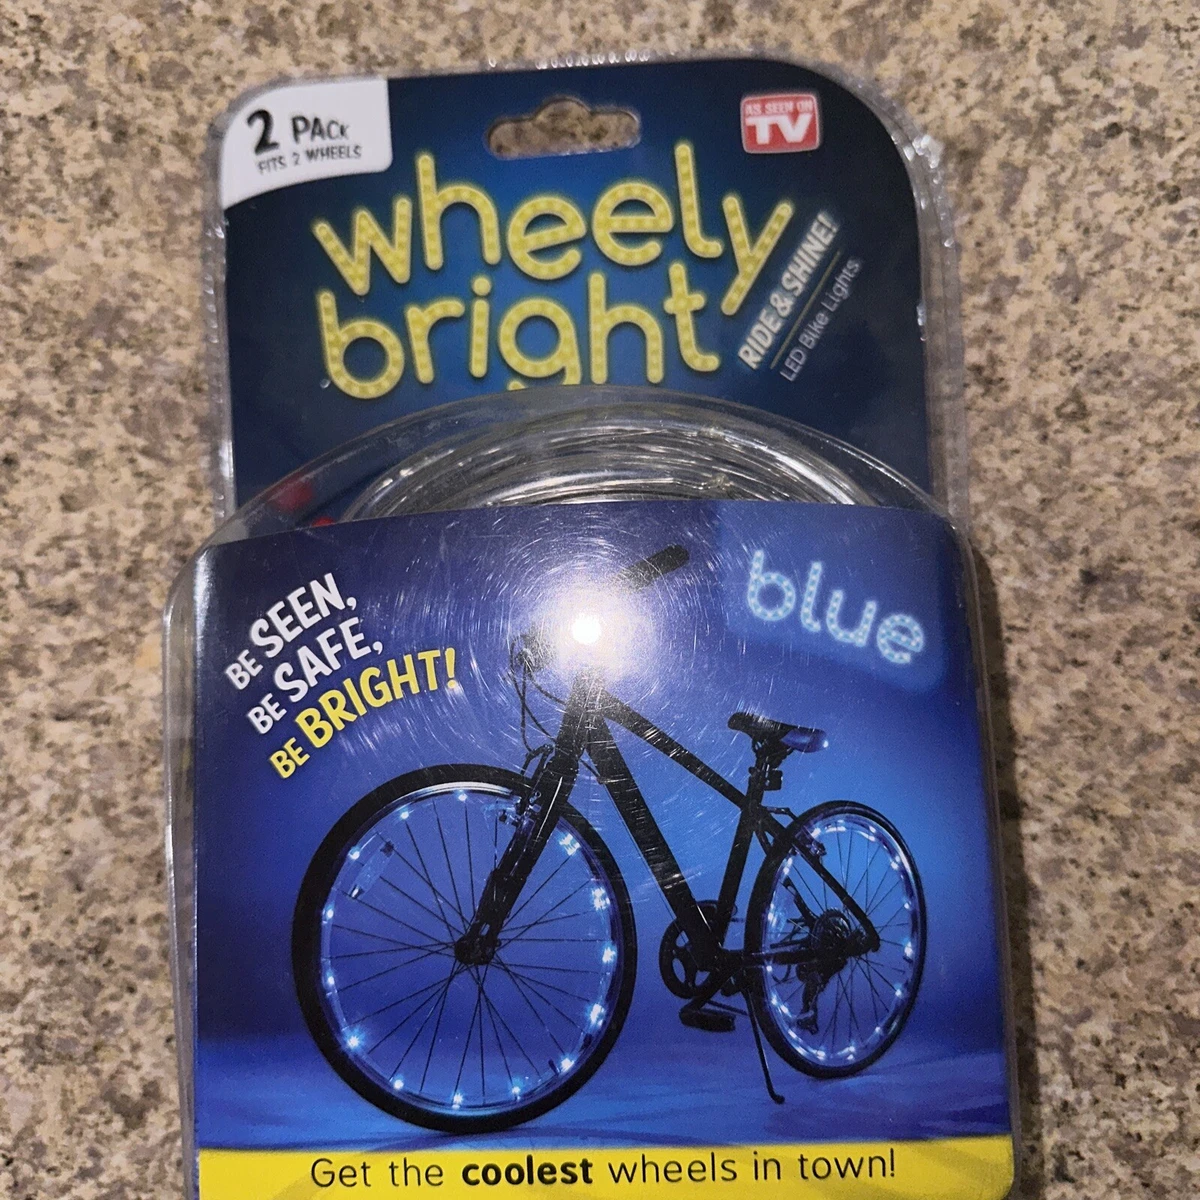 2 PACK
FITS 2 WHEELS
AS SEEN ON
TV
wheely
bright
RIDE & SHINE!
LED Bike Lights
blue
BE SEEN,
BE SAFE,
BE BRIGHT!
Get the coolest wheels in town!